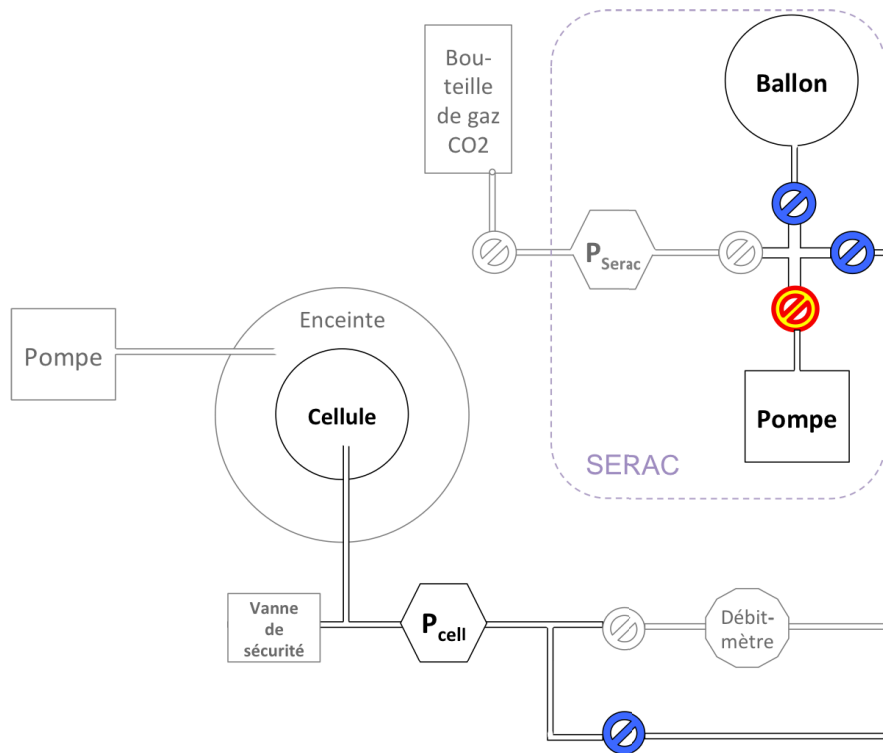 Bou-
teille
de gaz
CO2
Ballon
P Serac
Enceinte
Pompe
Cellule
Pompe
SERAC
Vanne
de
sécurité
P cell
Débit-
mètre